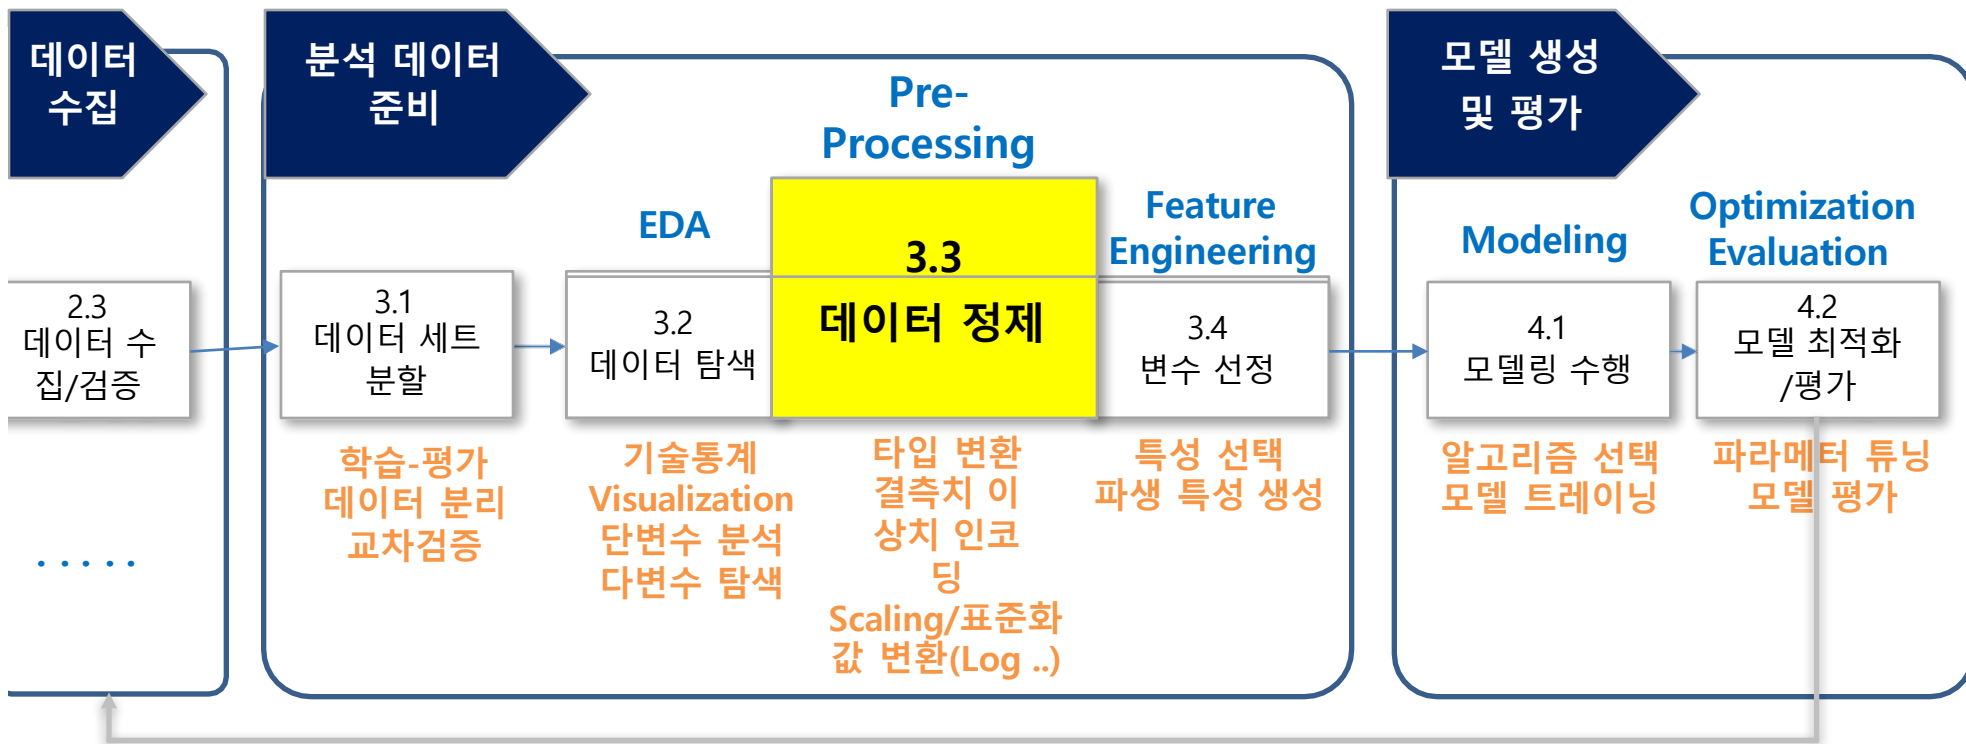 데이터
수집
2.3
데이터 수
집/검증
. . . . .
분석 데이터
준비
3.1
데이터 세트
분할
학습-평가
데이터 분리
교차검증
EDA
3.2
데이터 탐색
기술통계
Visualization
단변수 분석
다변수 탐색
Pre-
Processing
3.3
데이터 정제
타입 변환
결측치 이
상치 인코
딩
Scaling/표준화
값 변환(Log ..)
Feature
Engineering
3.4
변수 선정
특성 선택
파생 특성 생성
모델 생성
및 평가
Modeling
4.1
모델링 수행
알고리즘 선택
모델 트레이닝
Optimization
Evaluation
4.2
모델 최적화
/평가
파라메터 튜닝
모델 평가